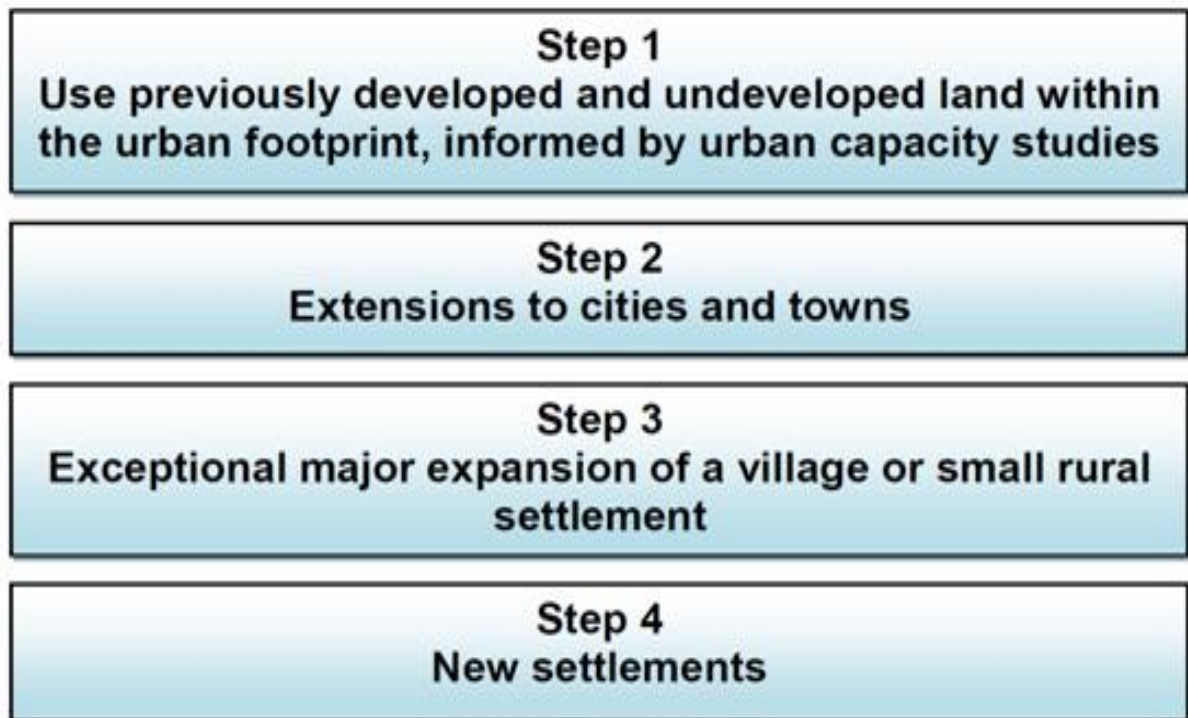 Step 1
Use previously developed and undeveloped land within
the urban footprint, informed by urban capacity studies
Step 2
Extensions to cities and towns
Step 3
Exceptional major expansion of a village or small rural
settlement
Step 4
New settlements